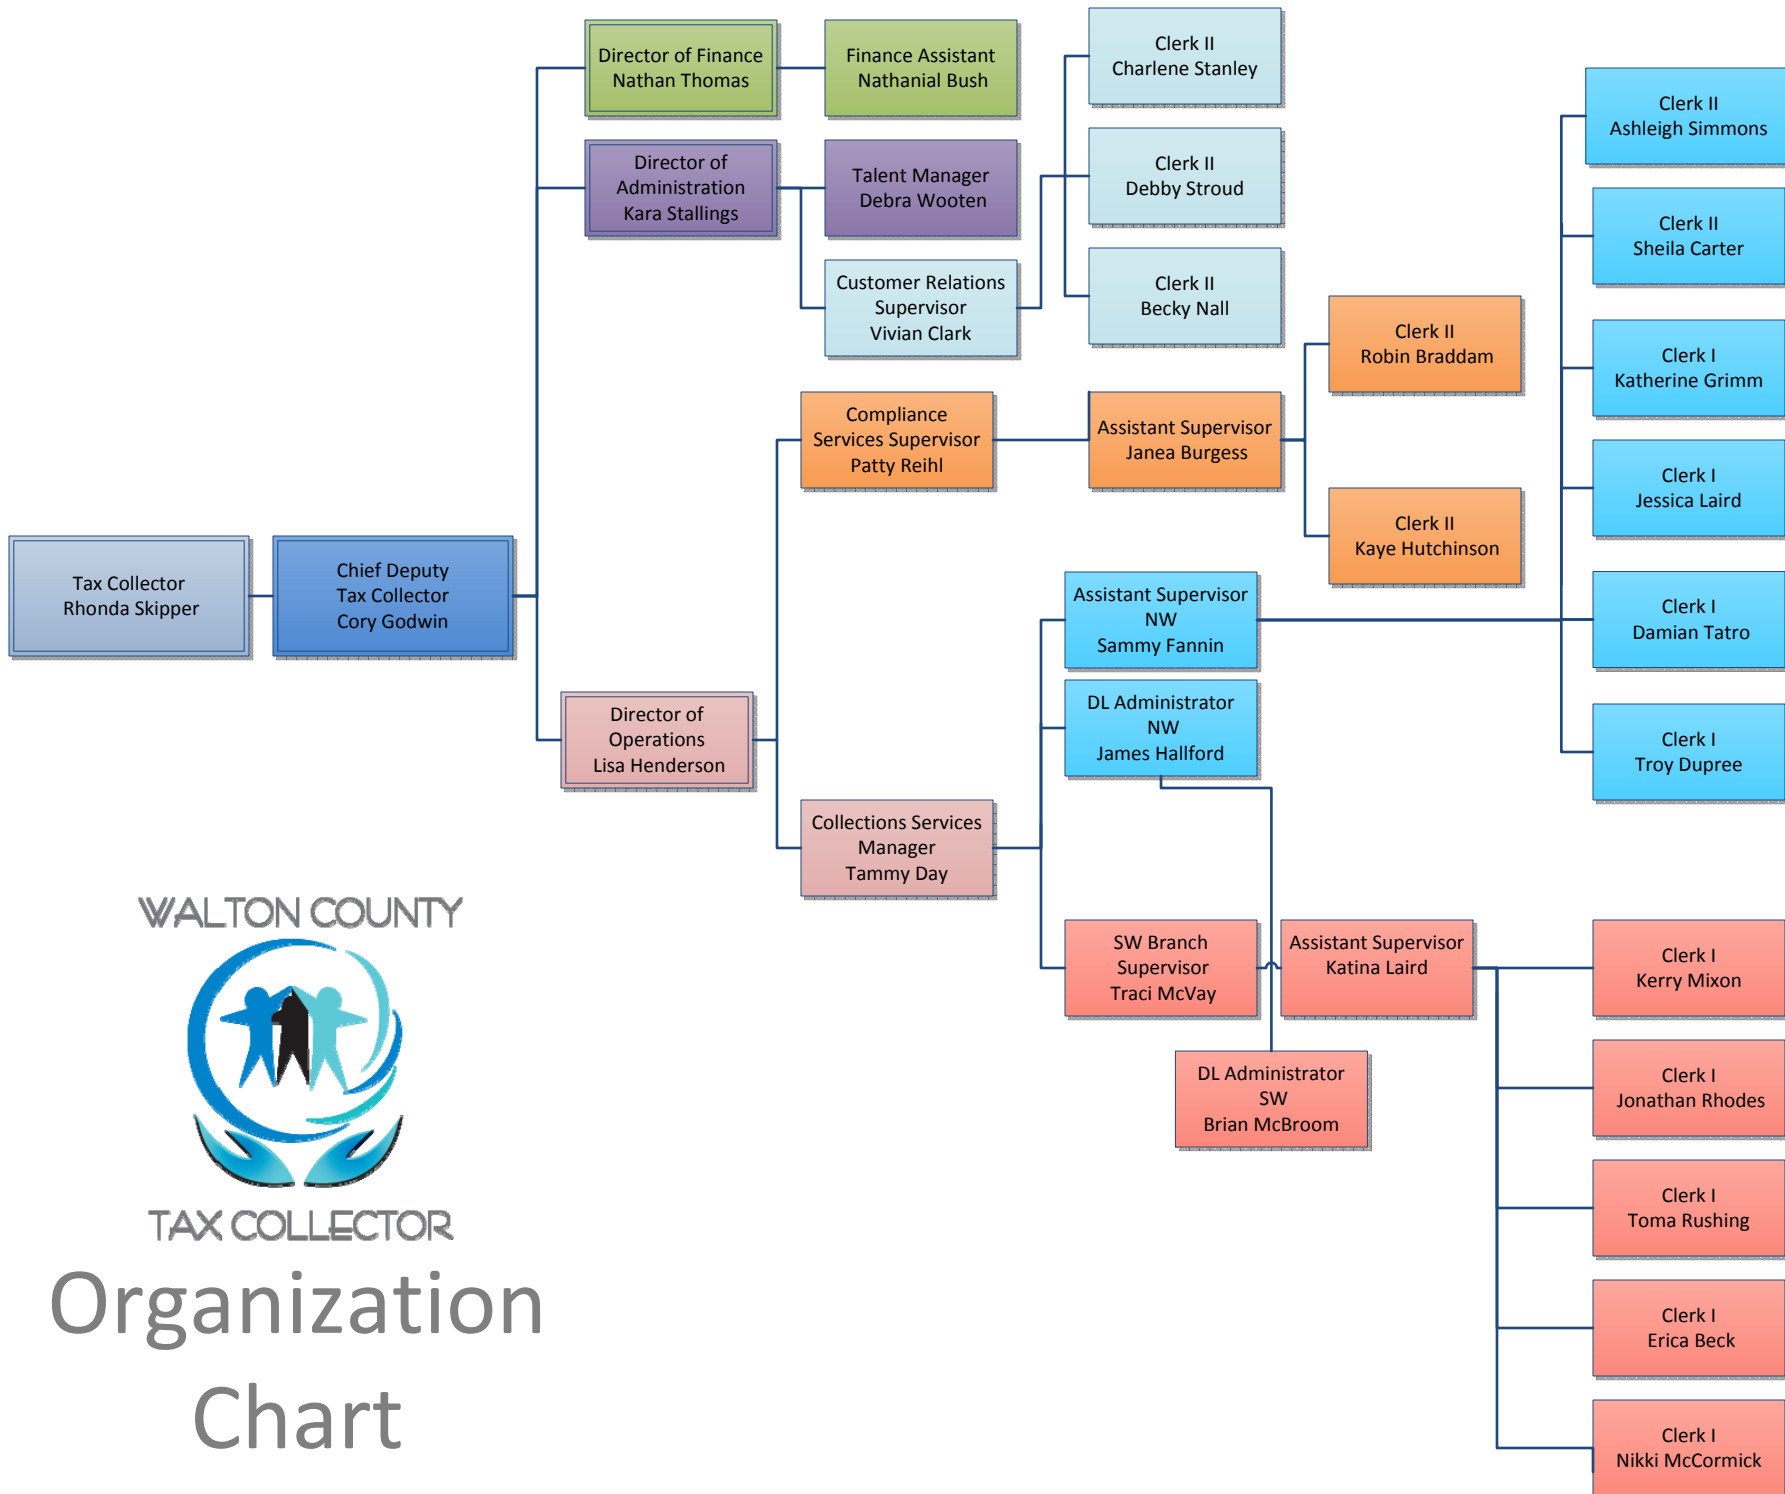 Director of Finance
Nathan Thomas
Finance Assistant
Nathanial Bush
Clerk II
Charlene Stanley
Clerk II
Ashleigh Simmons
Director of
Administration
Kara Stallings
Talent Manager
Debra Wooten
Clerk II
Debby Stroud
Clerk II
Sheila Carter
Customer Relations
Supervisor
Vivian Clark
Clerk II
Becky Nall
Clerk II
Robin Braddam
Clerk I
Katherine Grimm
Compliance
Services Supervisor
Patty Reihl
Assistant Supervisor
Janea Burgess
Clerk I
Jessica Laird
Clerk II
Kaye Hutchinson
Tax Collector
Rhonda Skipper
Chief Deputy
Tax Collector
Cory Godwin
Assistant Supervisor
NW
Sammy Fannin
Clerk I
Damian Tatro
Director of
Operations
Lisa Henderson
DL Administrator
NW
James Hallford
Clerk I
Troy Dupree
Collections Services
Manager
Tammy Day
SW Branch
Supervisor
Traci McVay
Assistant Supervisor
Katina Laird
Clerk I
Kerry Mixon
DL Administrator
SW
Brian McBroom
Clerk I
Jonathan Rhodes
Clerk I
Toma Rushing
Clerk I
Erica Beck
Clerk I
Nikki McCormick
WALTON COUNTY
TAX COLLECTOR
Organization
Chart